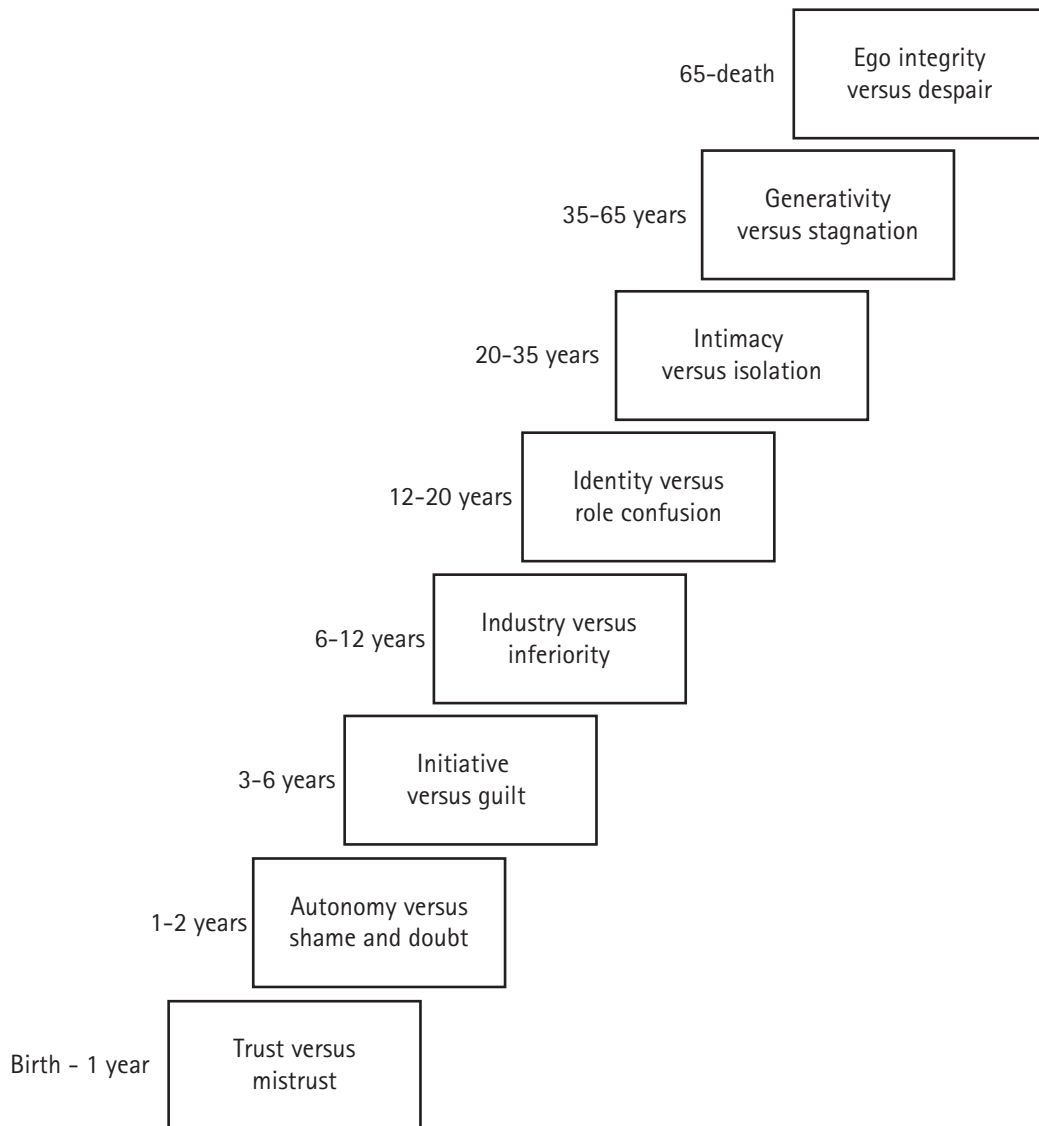 65-death
Ego integrity
versus despair
35-65 years
Generativity
versus stagnation
20-35 years
Intimacy
versus isolation
12-20 years
Identity versus
role confusion
6-12 years
Industry versus
inferiority
3-6 years
Initiative
versus guilt
1-2 years
Autonomy versus
shame and doubt
Birth - 1 year
Trust versus
mistrust